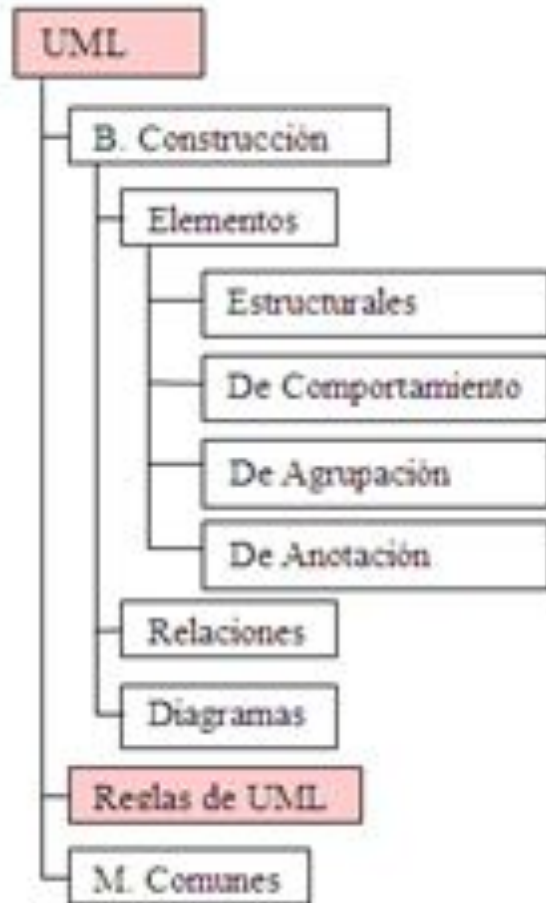 UML
B. Construcción
Elementos
Estructurales
De Comportamiento
De Agrupación
De Anotación
Relaciones
Diagramas
Reglas de UML
M. Comunes